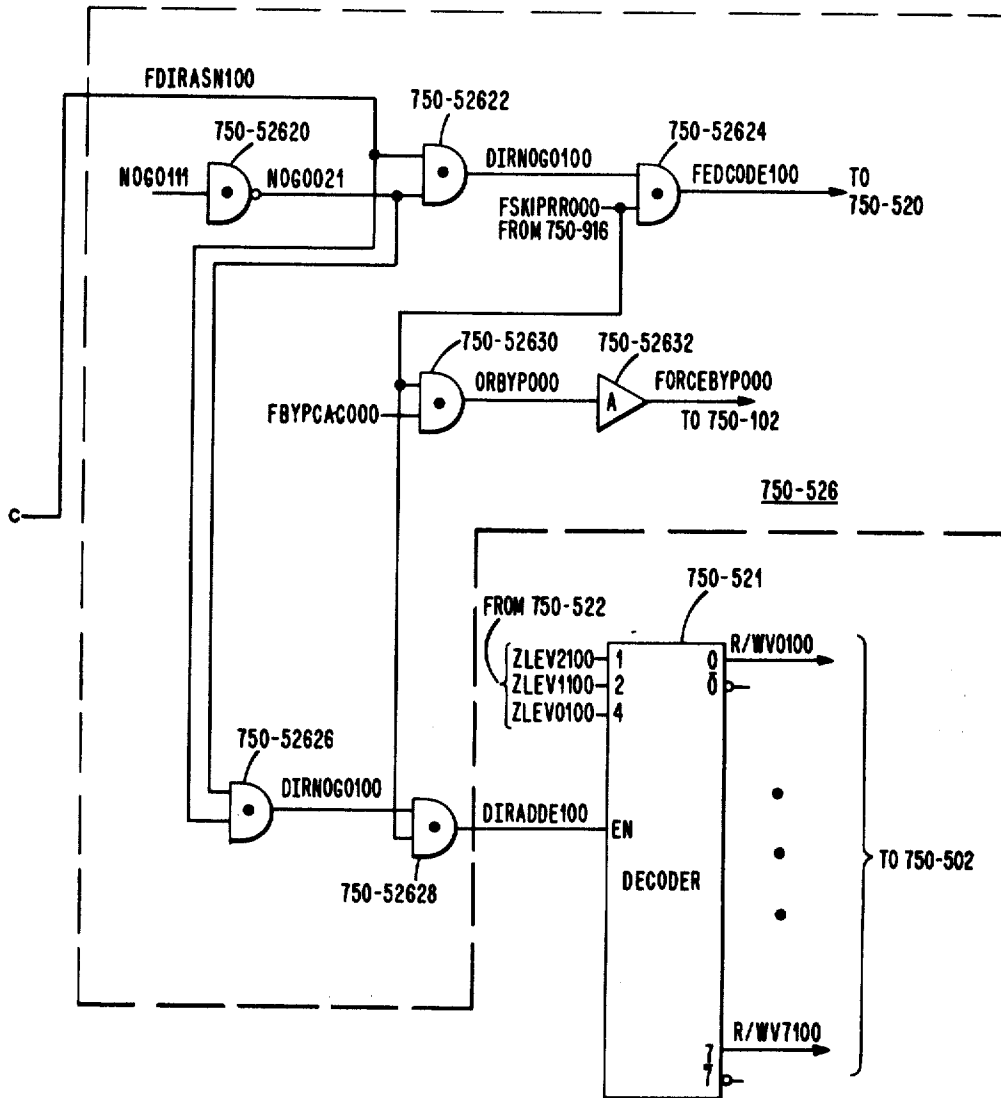 FDIRASN100
750-52622
750-52620
750-52624
NOGO111
NOGO021
DIRNOGO100
FEDCODE100
TO
750-520
FSKIPRR000
FROM 750-916
750-52630
750-52632
ORBYP000
FORCEBYP000
A
FBYPCAC000
TO 750-102
750-526
C
750-521
FROM 750-522
R/WV0100
ZLEV2100
1
0
ZLEV1100
2
0
ZLEV0100
4
750-52626
DIRNOGO100
DIRADDE100
EN
TO 750-502
DECODER
750-52628
R/WV7100
7
7